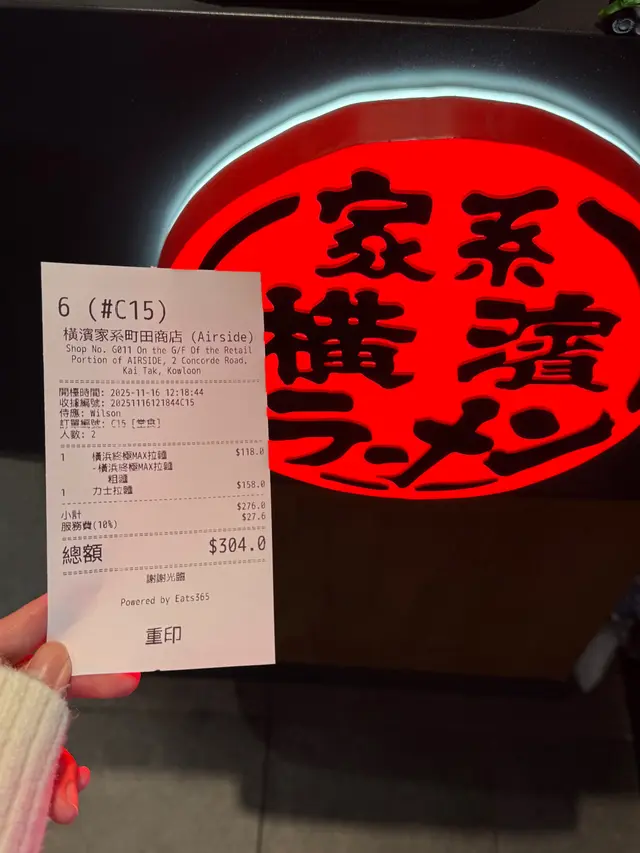 6 (#C15)
橫濱家系町田商店 (Airside)
Shop No. G011 On the G/F Of the Retail
Portion of AIRSIDE, 2 Concorde Road,
Kai Tak, Kowloon
開檯時間: 2025-11-16 12:18:44
收據編號: 20251116121844C15
侍應: Wilson
訂單編號: C15 [堂食]
人數: 2
1 橫浜終極MAX拉麵 $118.0
-橫浜終極MAX拉麵
粗麵
1 力士拉麵 $158.0
小計 $276.0
服務費(10%) $27.6
總額 $304.0
謝謝光臨
Powered by Eats365
重印
家系
横濱
ラーメン